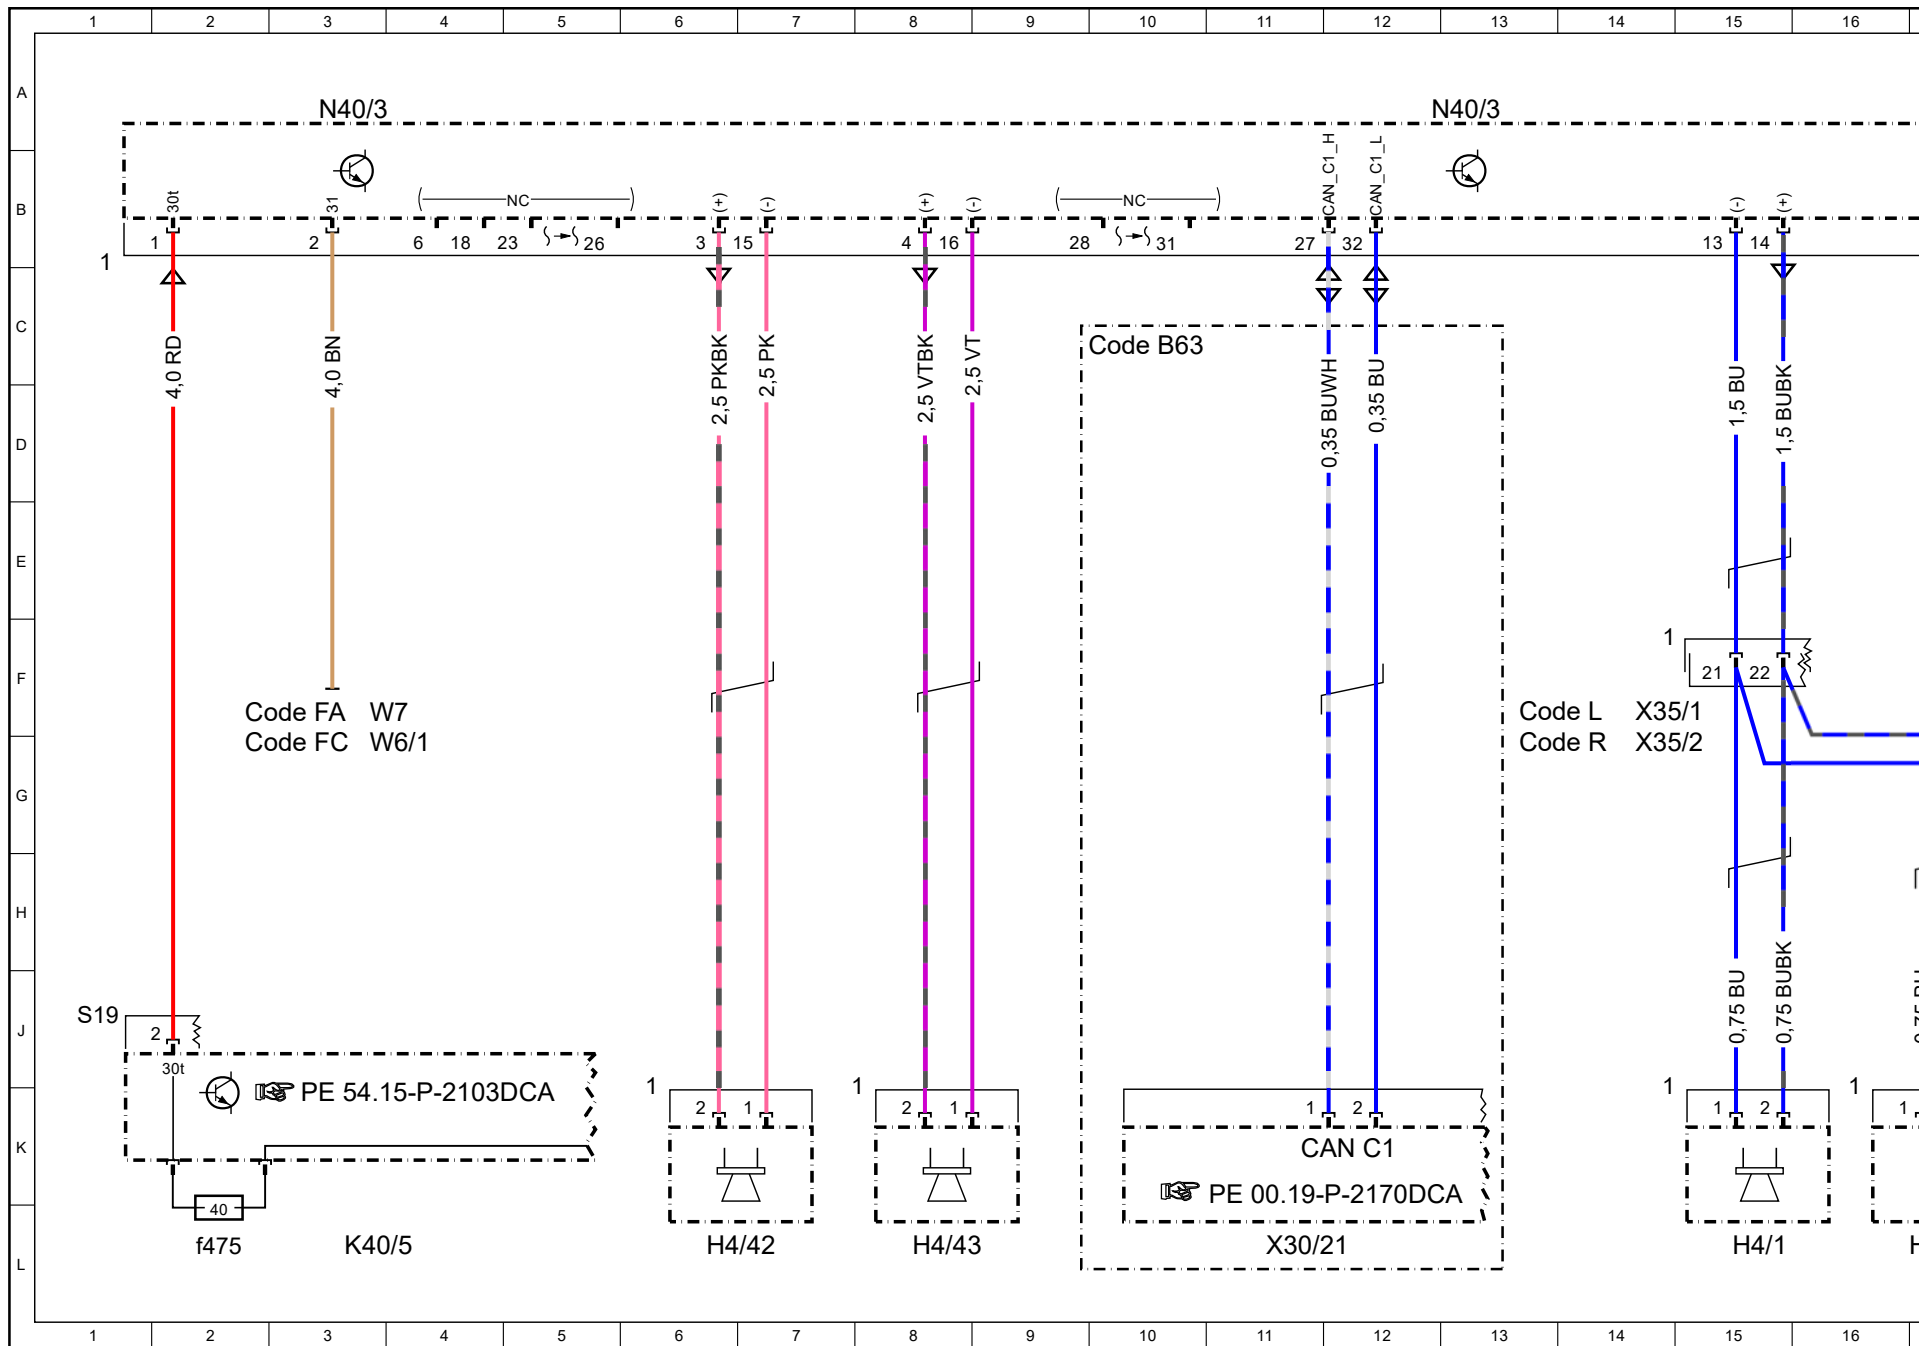 1 2 3 4 5 6 7 8 9 10 11 12 13 14 15 16
A
N40/3 N40/3
B
30t 31 NC (+) (-) (+) (-) NC CAN_C1_H CAN_C1_L (-) (+)
1 2 6 18 23 26 3 15 4 16 28 31 27 32 13 14
1
C
Code B63
4,0 RD 4,0 BN 2,5 PKBK 2,5 PK 2,5 VTBK 2,5 VT 0,35 BUWH 0,35 BU 1,5 BU 1,5 BUBK
D
E
1
F
21 22
Code FA W7
Code FC W6/1
Code L X35/1
Code R X35/2
G
H
0,75 BU 0,75 BUBK
S19
2
J
30t
PE 54.15-P-2103DCA
1 1 1 1
2 1 2 1 1 2 1 2 1
K
CAN C1
PE 00.19-P-2170DCA
40
f475 K40/5 H4/42 H4/43 X30/21 H4/1
L
1 2 3 4 5 6 7 8 9 10 11 12 13 14 15 16